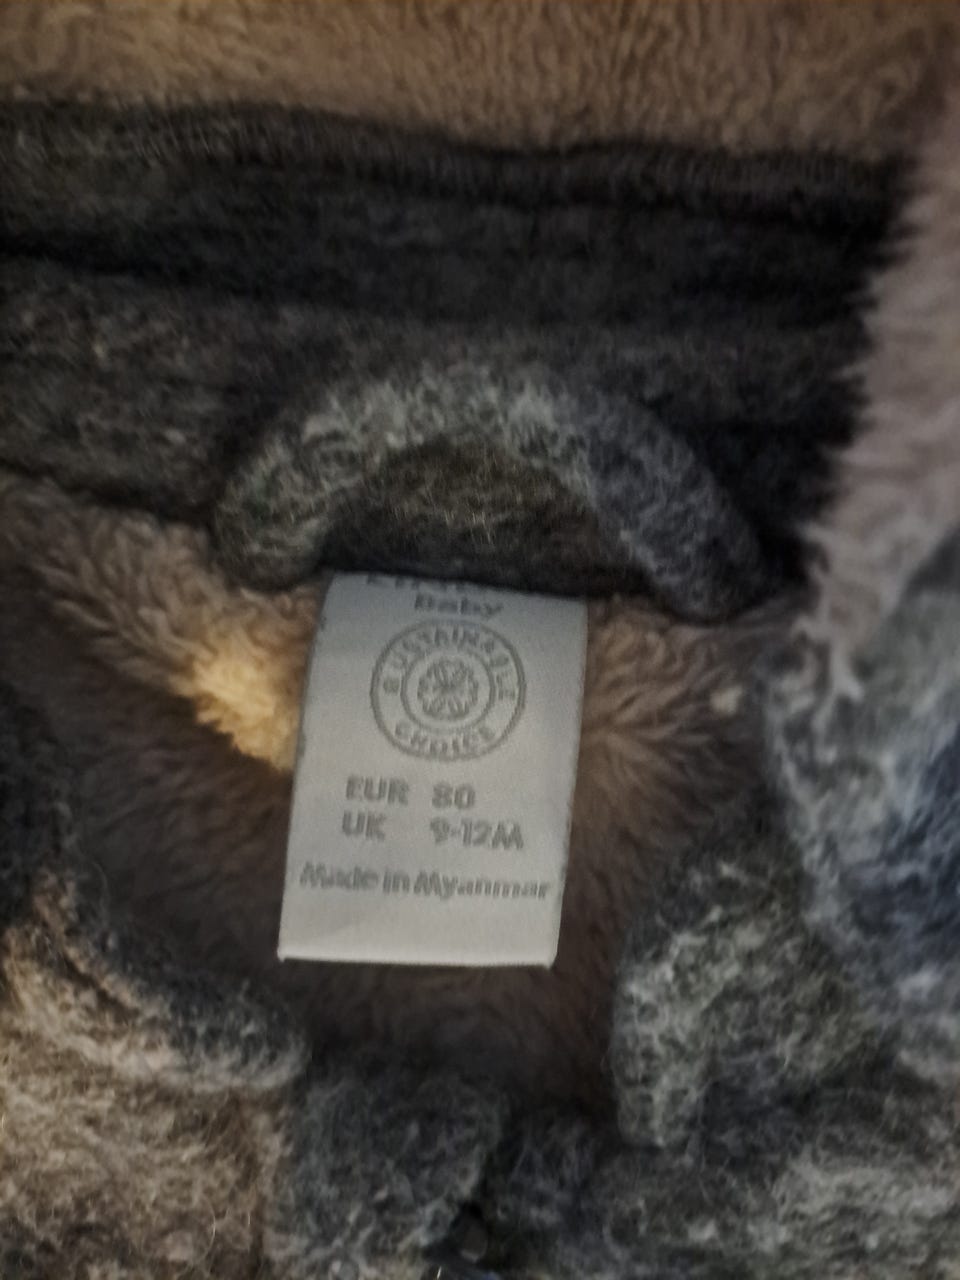 Baby
SUSTAINABLE
CHOICE
EUR 80
UK 9-12M
Made in Myanmar